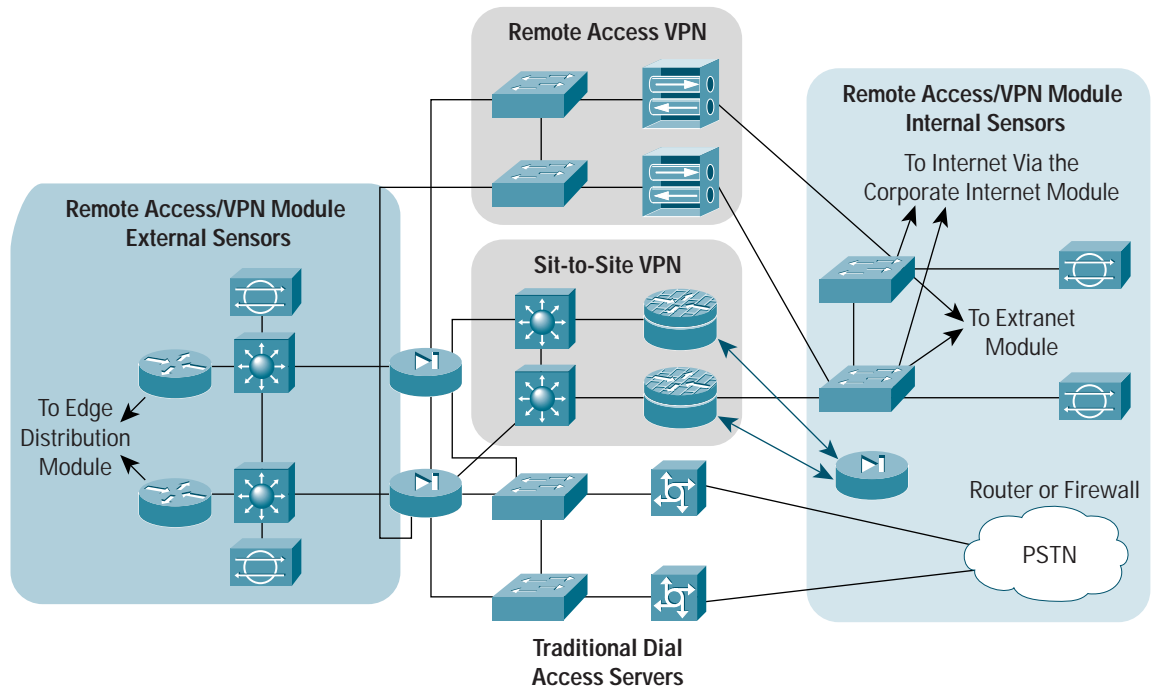 Remote Access VPN
Remote Access/VPN Module
Internal Sensors
To Internet Via the
Corporate Internet Module
Remote Access/VPN Module
External Sensors
Sit-to-Site VPN
To Extranet
Module
To Edge
Distribution
Module
Router or Firewall
PSTN
Traditional Dial
Access Servers